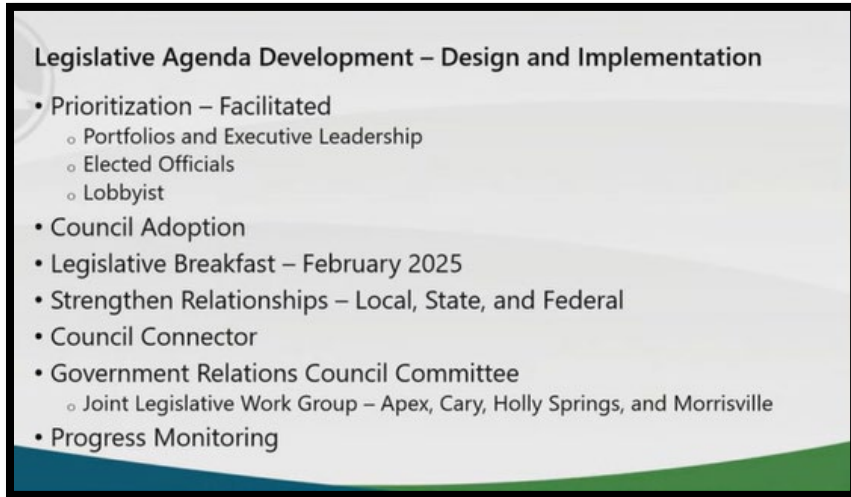 Legislative Agenda Development – Design and Implementation
• Prioritization – Facilitated
o Portfolios and Executive Leadership
o Elected Officials
o Lobbyist
• Council Adoption
• Legislative Breakfast – February 2025
• Strengthen Relationships – Local, State, and Federal
• Council Connector
• Government Relations Council Committee
o Joint Legislative Work Group – Apex, Cary, Holly Springs, and Morrisville
• Progress Monitoring